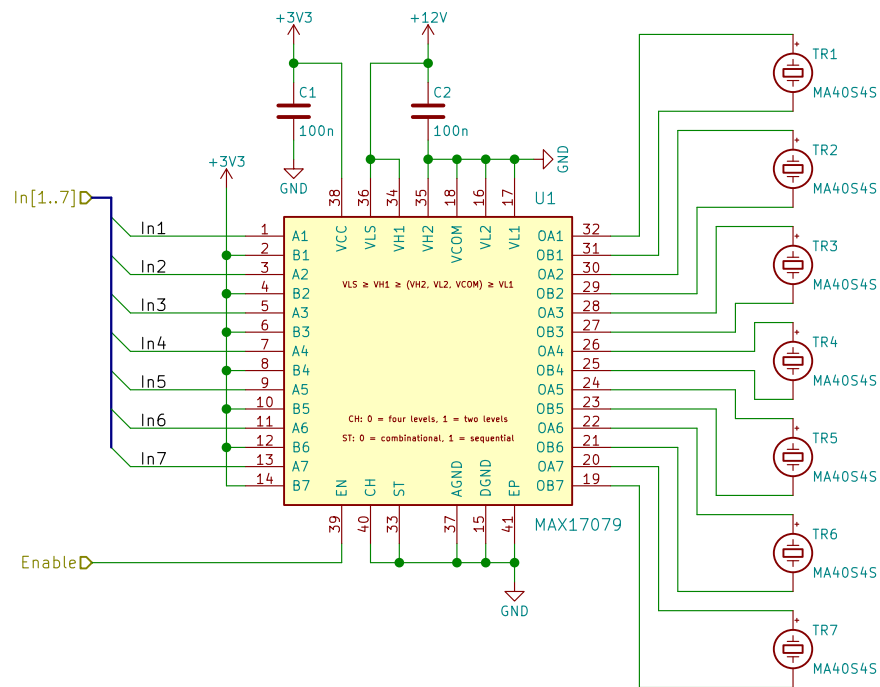 +3V3
+12V
C1
100n
GND
C2
100n
GND
+3V3
In[1..7]
In1
In2
In3
In4
In5
In6
In7
Enable
U1
MAX17079
38 36 34 35 18 16 17
VCC VLS VH1 VH2 VCOM VL2 VL1
VLS ≥ VH1 ≥ (VH2, VL2, VCOM) ≥ VL1
CH: 0 = four levels, 1 = two levels
ST: 0 = combinational, 1 = sequential
1 A1
2 B1
3 A2
4 B2
5 A3
6 B3
7 A4
8 B4
9 A5
10 B5
11 A6
12 B6
13 A7
14 B7
OA1 32
OB1 31
OA2 30
OB2 29
OA3 28
OB3 27
OA4 26
OB4 25
OA5 24
OB5 23
OA6 22
OB6 21
OA7 20
OB7 19
EN CH ST AGND DGND EP
39 40 33 37 15 41
GND
+
TR1
MA40S4S
+
TR2
MA40S4S
+
TR3
MA40S4S
+
TR4
MA40S4S
+
TR5
MA40S4S
+
TR6
MA40S4S
+
TR7
MA40S4S